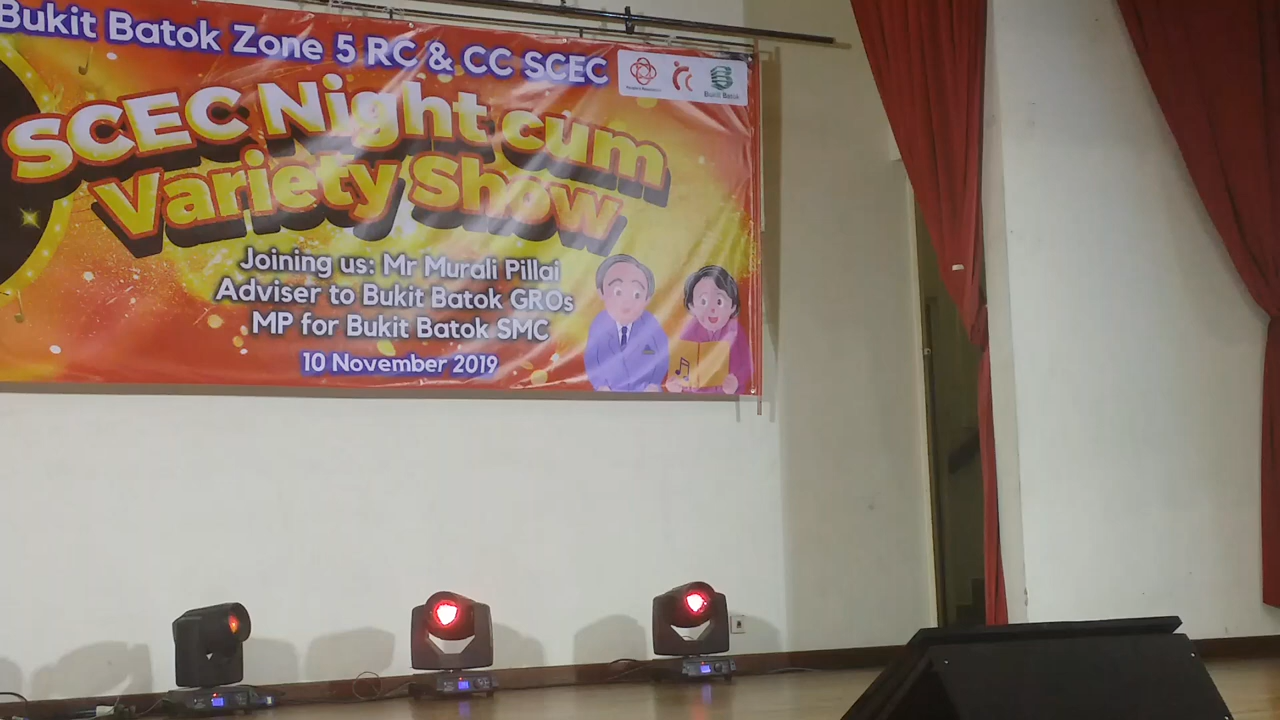 Bukit Batok Zone 5 RC & CC SCEC
SCEC Night cum
Variety Show
Joining us: Mr Murali Pillai
Adviser to Bukit Batok GROs
MP for Bukit Batok SMC
10 November 2019
Bukit Batok